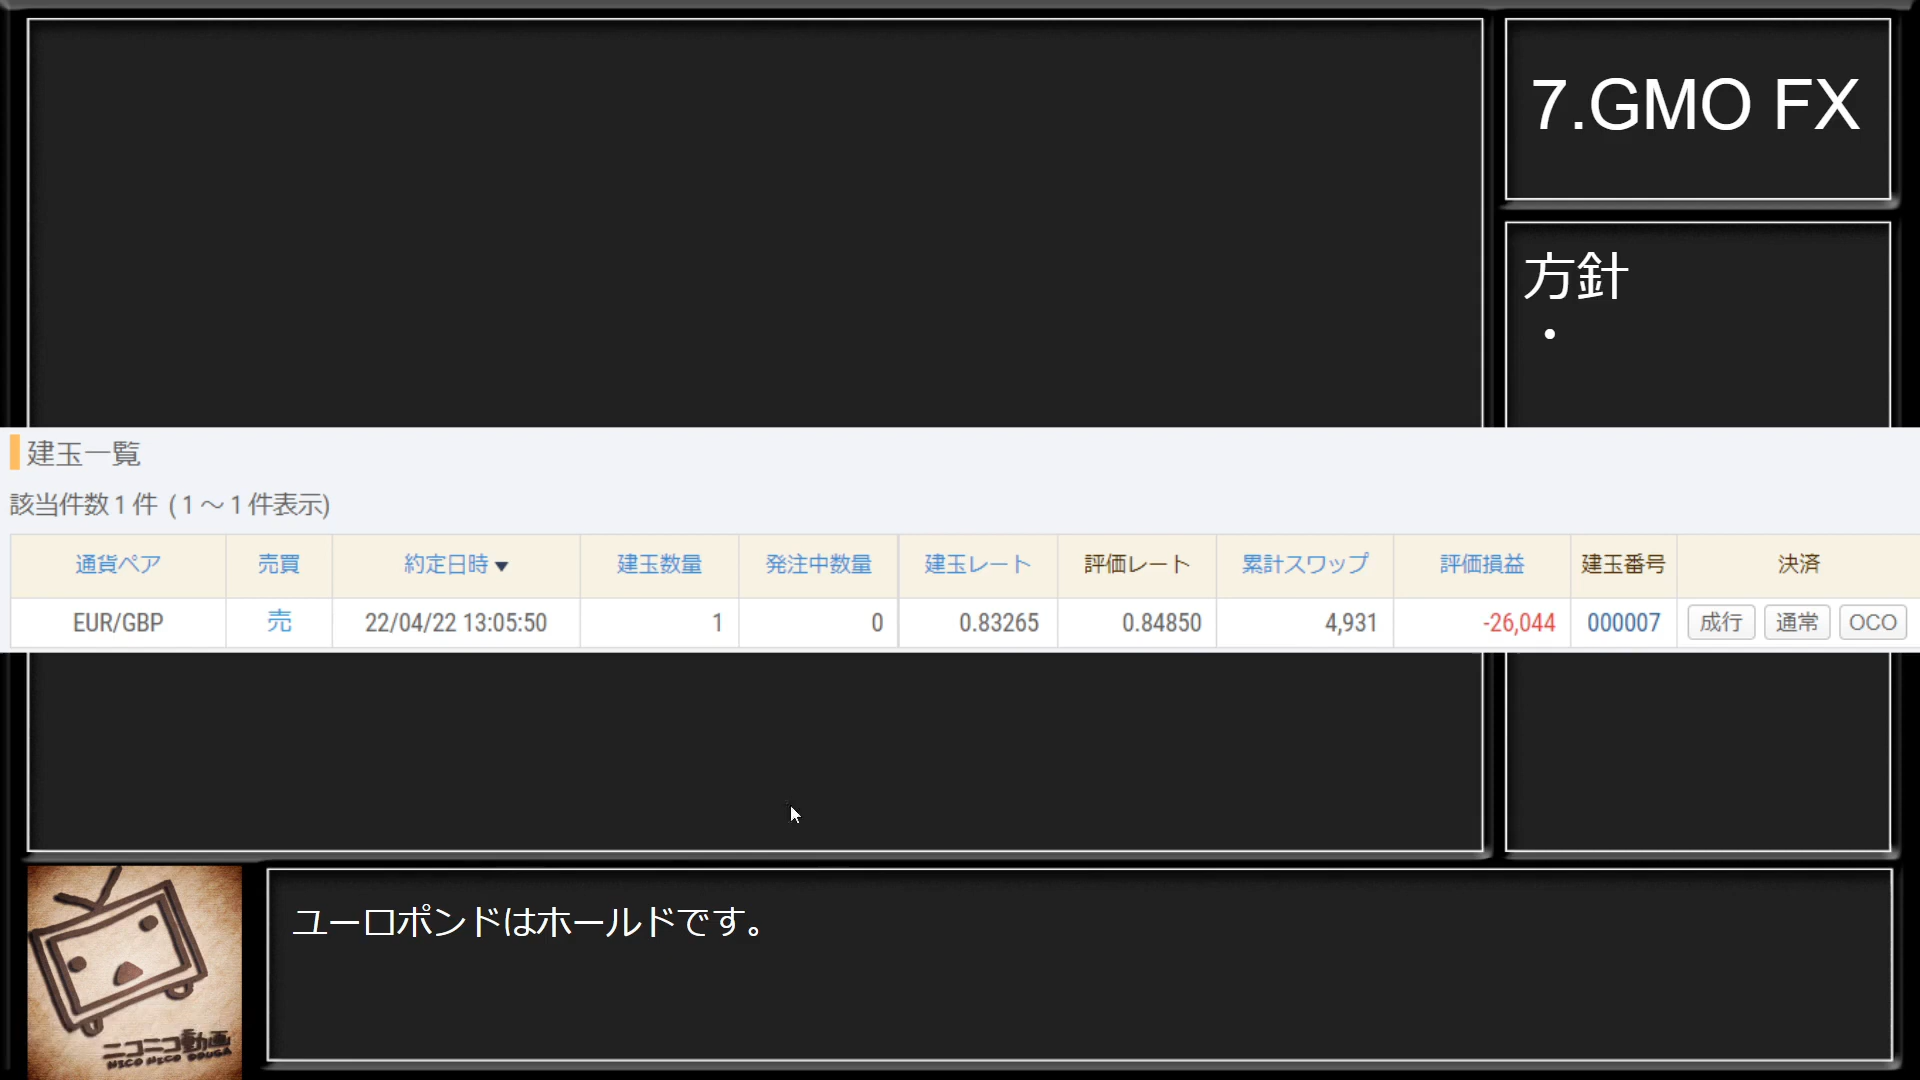 7.GMO FX
方針
・
建玉一覧
該当件数1件 (1～1件表示)
通貨ペア 売買 約定日時▼ 建玉数量 発注中数量 建玉レート 評価レート 累計スワップ 評価損益 建玉番号 決済
EUR/GBP 売 22/04/22 13:05:50 1 0 0.83265 0.84850 4,931 -26,044 000007 成行 通常 OCO
ユーロポンドはホールドです。
ニコニコ動画
NICO NICO DOUGA